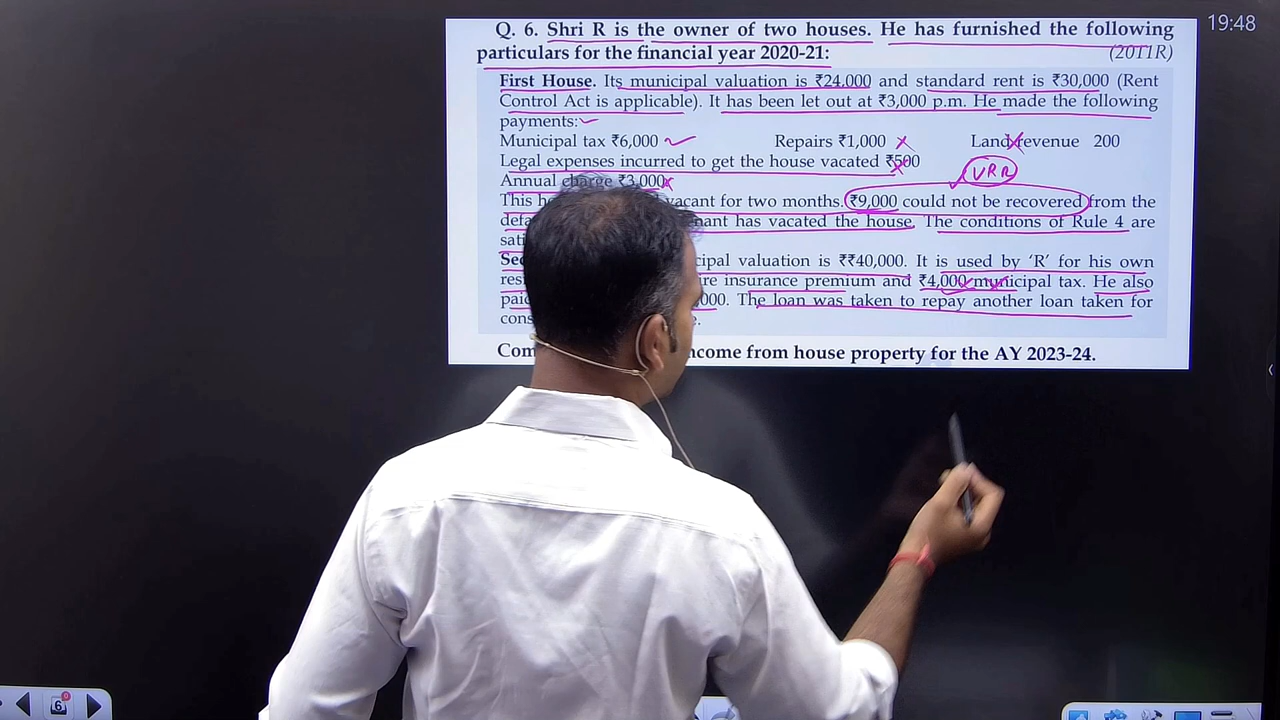 19:48
Q. 6. Shri R is the owner of two houses. He has furnished the following
particulars for the financial year 2020-21: (2011R)
First House. Its municipal valuation is ₹24,000 and standard rent is ₹30,000 (Rent
Control Act is applicable). It has been let out at ₹3,000 p.m. He made the following
payments:
Municipal tax ₹6,000 Repairs ₹1,000 Land revenue 200
Legal expenses incurred to get the house vacated ₹500
VRR
Annual charge ₹3,000
This vacant for two months. ₹9,000 could not be recovered from the
has vacated the house. The conditions of Rule 4 are
valuation is ₹₹40,000. It is used by 'R' for his own
insurance premium and ₹4,000 municipal tax. He also
The loan was taken to repay another loan taken for
income from house property for the AY 2023-24.
6